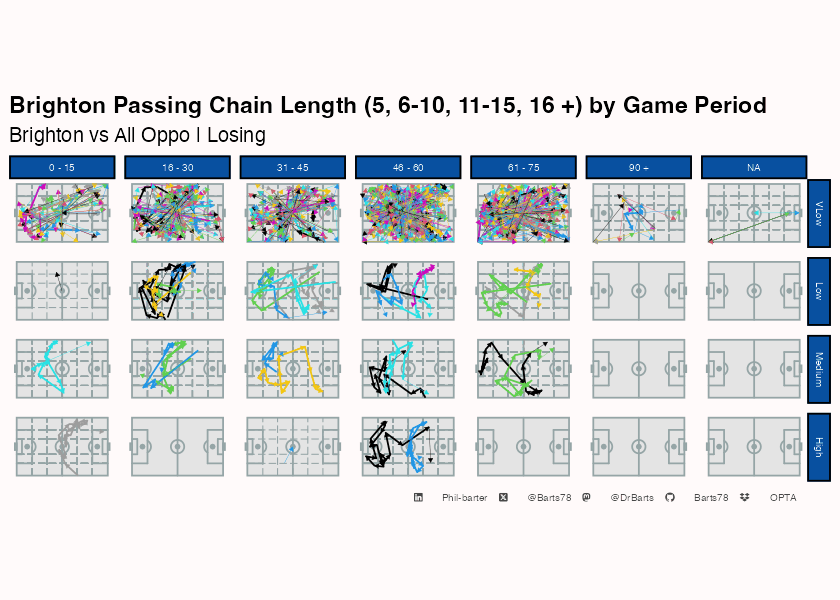 Brighton Passing Chain Length (5, 6-10, 11-15, 16 +) by Game Period
Brighton vs All Oppo I Losing
0 - 15 16 - 30 31 - 45 46 - 60 61 - 75 90 + NA
V Low
Low
Medium
High
Phil-barter @Barts78 @DrBarts Barts78 OPTA